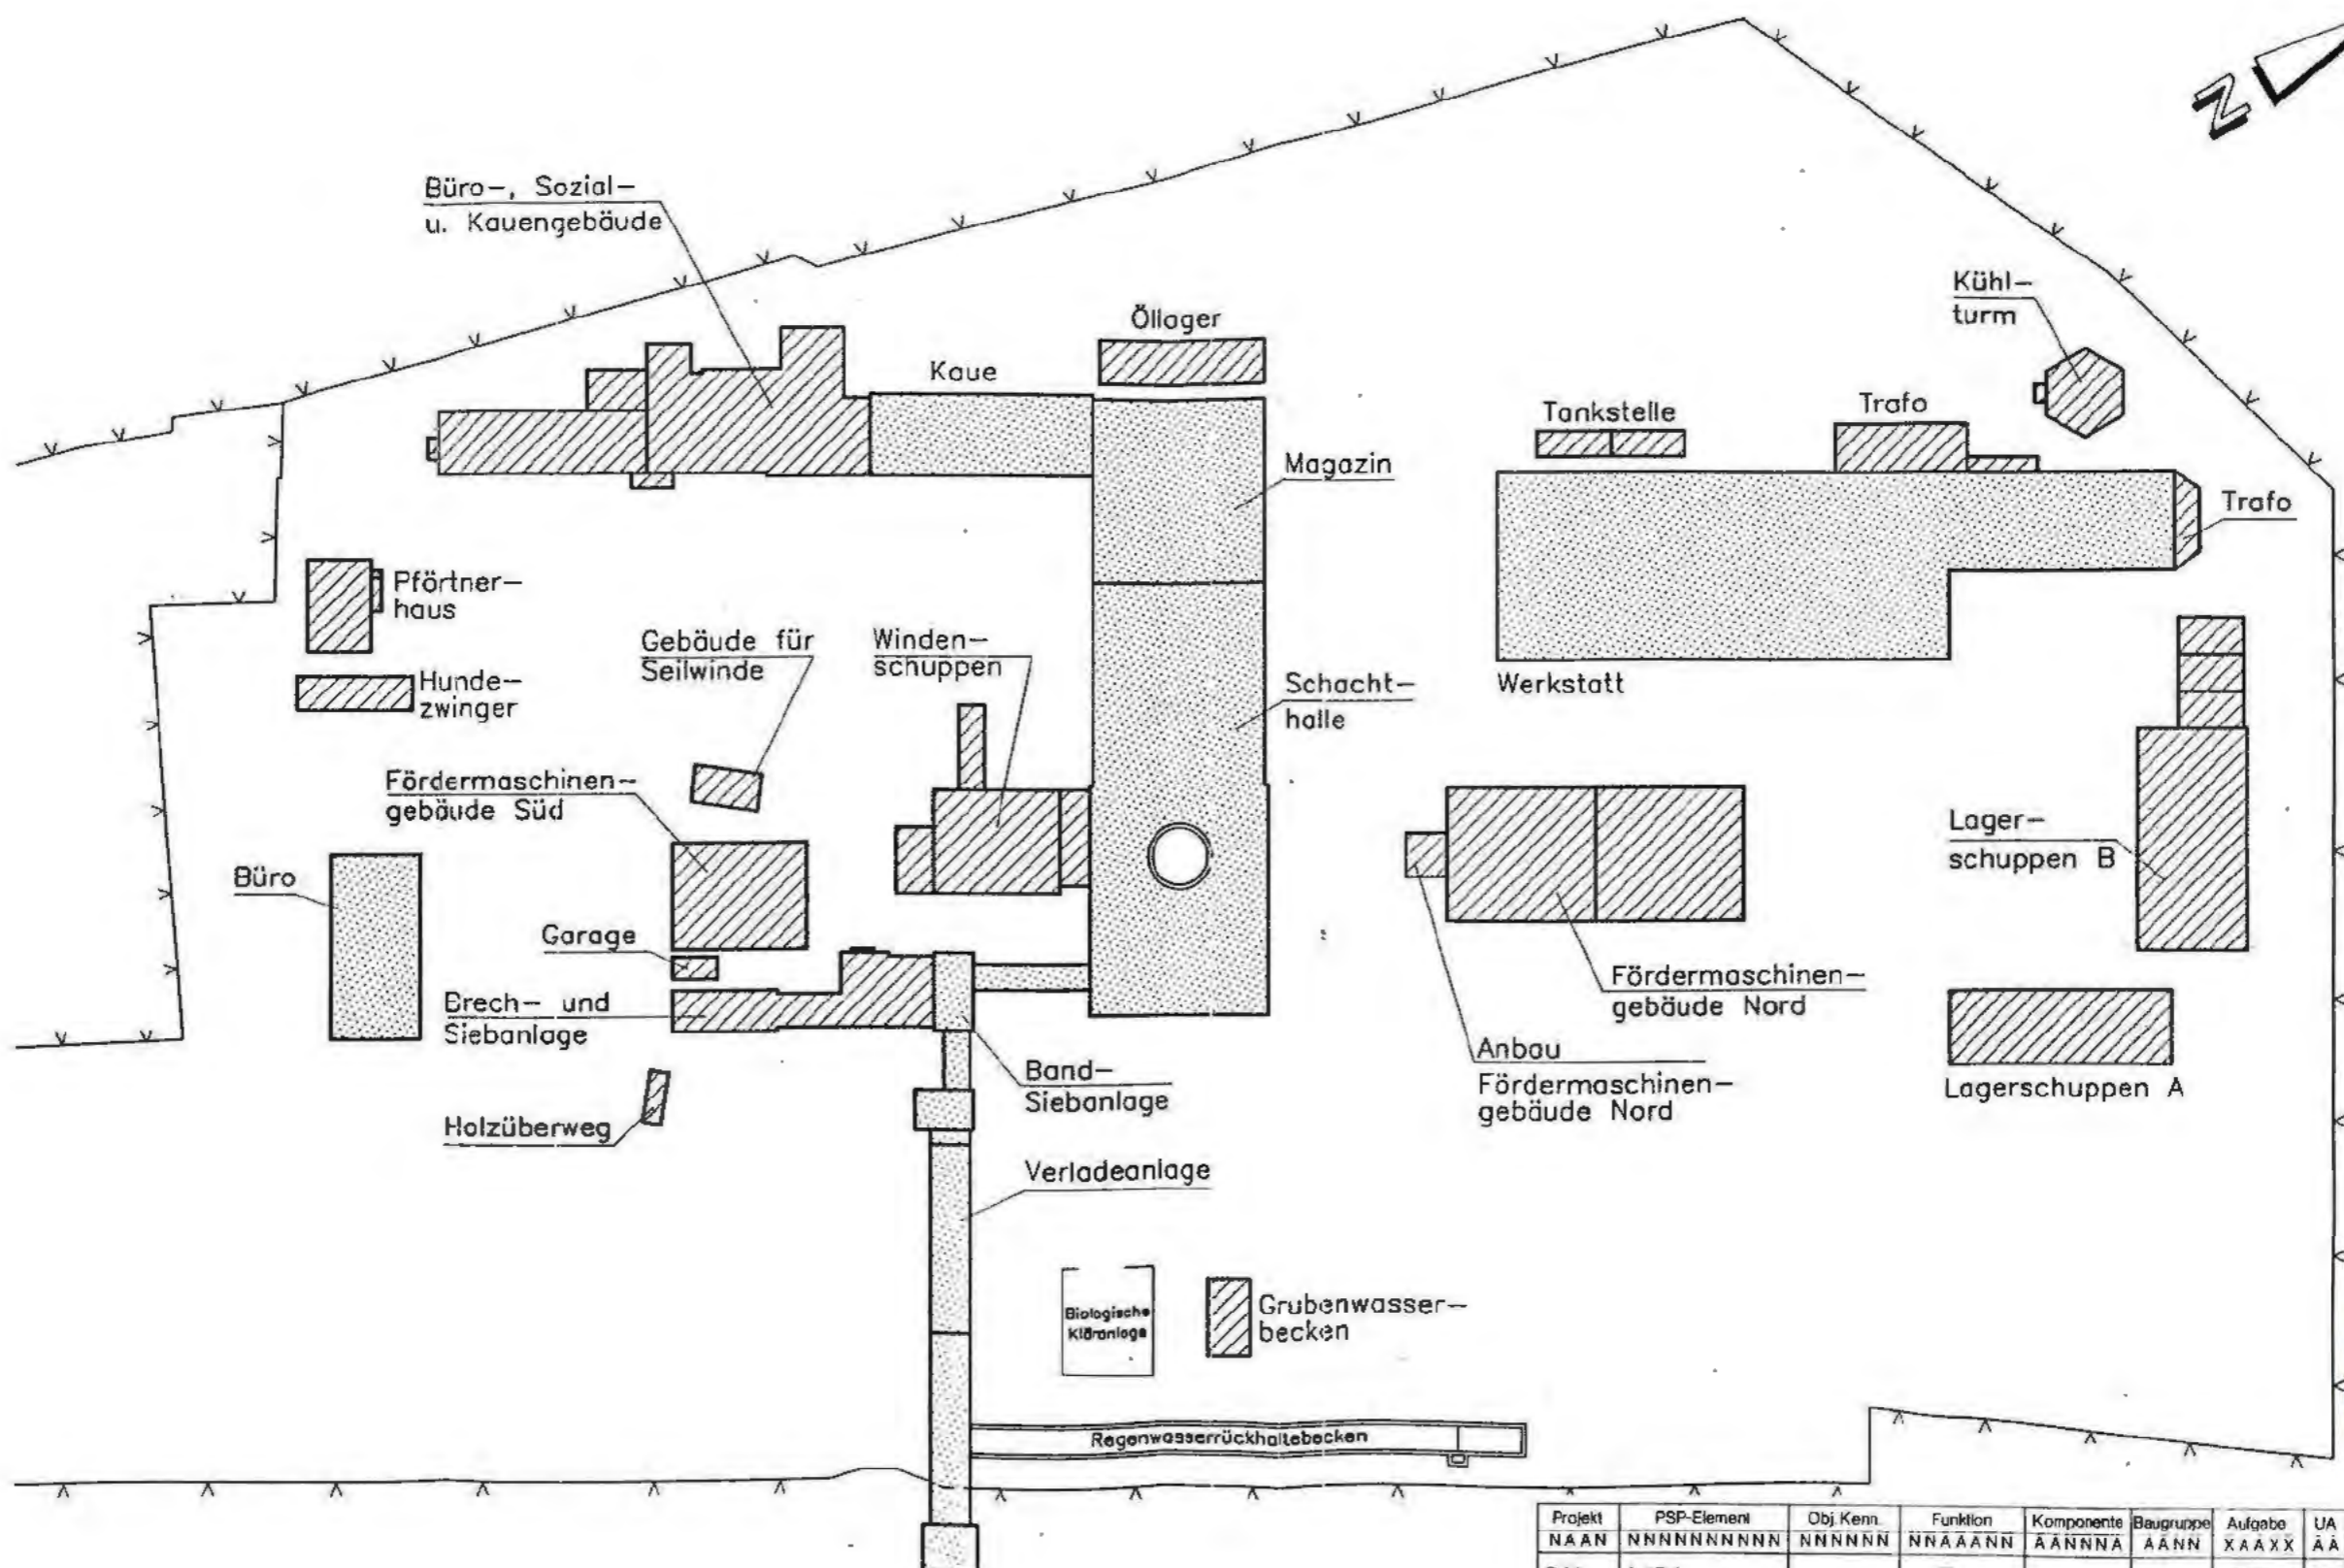 N
Büro-, Sozial-
u. Kauengebäude
Öllager
Kaue
Kühl-
turm
Tankstelle
Trafo
Magazin
Trafo
Pförtner-
haus
Hunde-
zwinger
Gebäude für
Seilwinde
Winden-
schuppen
Schacht-
halle
Werkstatt
Fördermaschinen-
gebäude Süd
Büro
Garage
Lager-
schuppen B
Brech- und
Siebanlage
Fördermaschinen-
gebäude Nord
Band-
Siebanlage
Anbau
Fördermaschinen-
gebäude Nord
Lagerschuppen A
Holzüberweg
Verladeanlage
Biologische
Kläranlage
Grubenwasser-
becken
Regenwasserrückhaltebecken
Projekt PSP-Element Obj.Kenn. Funktion Komponente Baugruppe Aufgabe UA
NAAN NNNNNNNNNN NNNNNN NNAAANN AANNNA AANN XAAXX AA